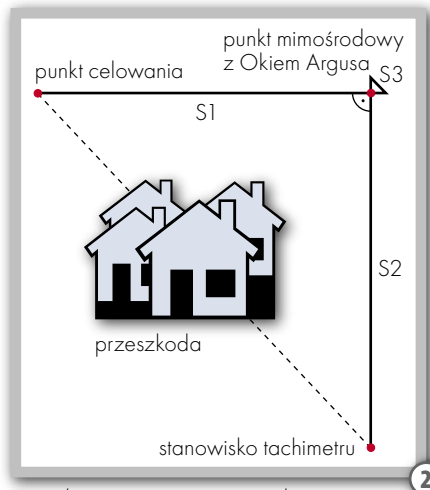 punkt mimośrodowy
z Okiem Argusa
punkt celowania
S3
S1
S2
przeszkoda
stanowisko tachimetru
2